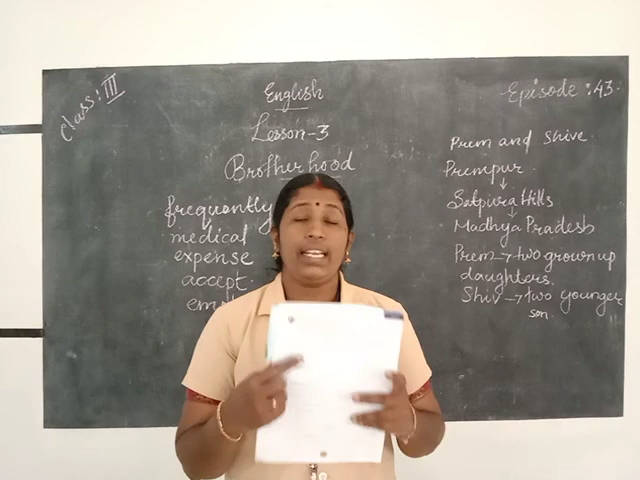 Class: III
English
Lesson-3
Brotherhood
frequently
medical
expense
accept
Episode: 43
Prem and Shive
Prempur
↓
Satpura Hills
↓
Madhya Pradesh
Prem → two grown up
daughters.
Shiv → two younger
son